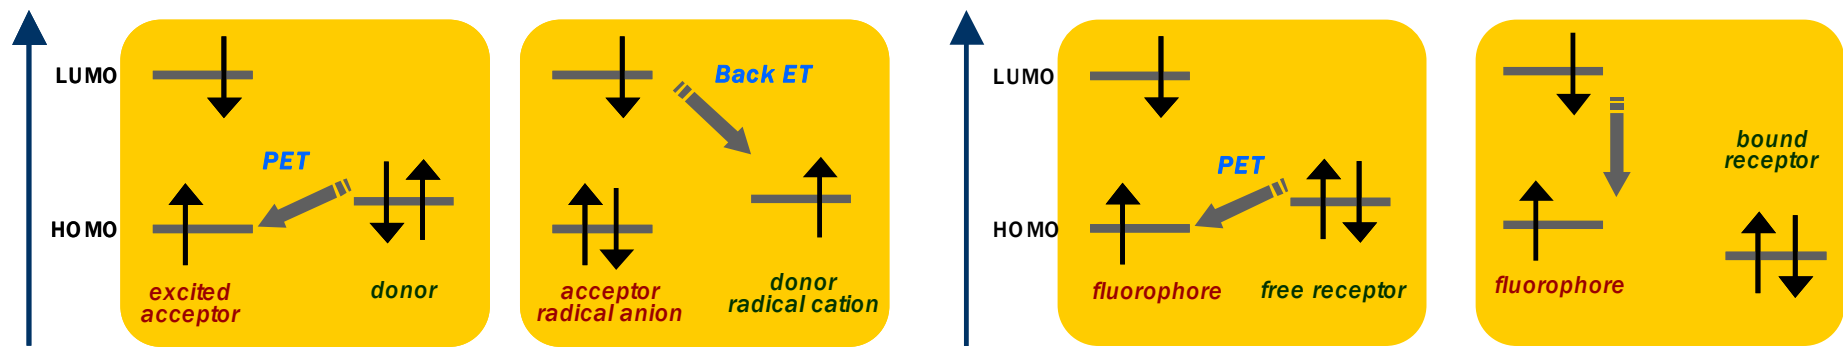 LUMO
HOMO
PET
excited
acceptor
donor
Back ET
acceptor
radical anion
donor
radical cation
LUMO
HOMO
PET
fluorophore
free receptor
bound
receptor
fluorophore